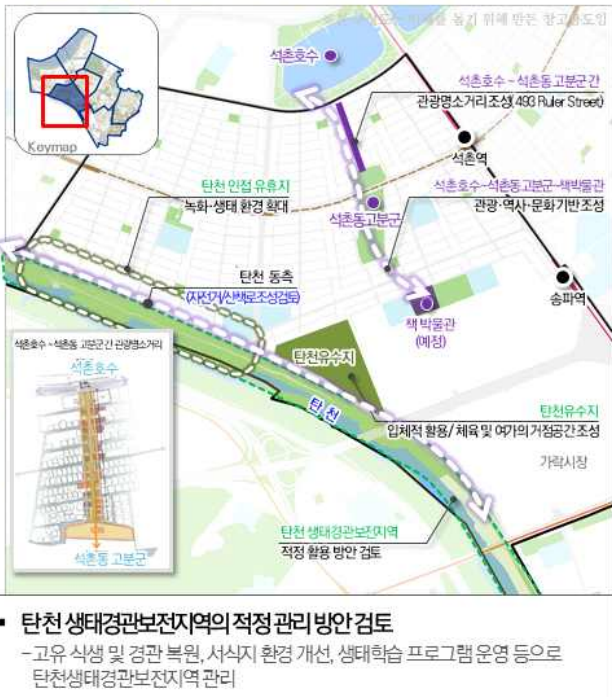 Keymap
석촌호수
석촌호수 ~ 석촌동고분군 간
관광명소거리 조성(493 Ruler Street)
석촌역
탄천 인접 유휴지
녹화·생태 환경 확대
석촌호수~석촌동고분군~책박물관
관광·역사·문화기반조성
석촌동고분군
탄천 동측
(자전거/산책로조성검토)
송파역
책 박물관
(예정)
석촌호수 ~ 석촌동 고분군 간 관광명소거리
석촌호수
탄천유수지
탄천
탄천유수지
입체적 활용/ 체육 및 여가의 거점공간 조성
가락시장
탄천 생태경관보전지역
적정 활용 방안 검토
석촌동 고분군
▪ 탄천 생태경관보전지역의 적정 관리 방안 검토
- 고유 식생 및 경관 복원, 서식지 환경 개선, 생태학습 프로그램 운영 등으로
탄천생태경관보전지역 관리